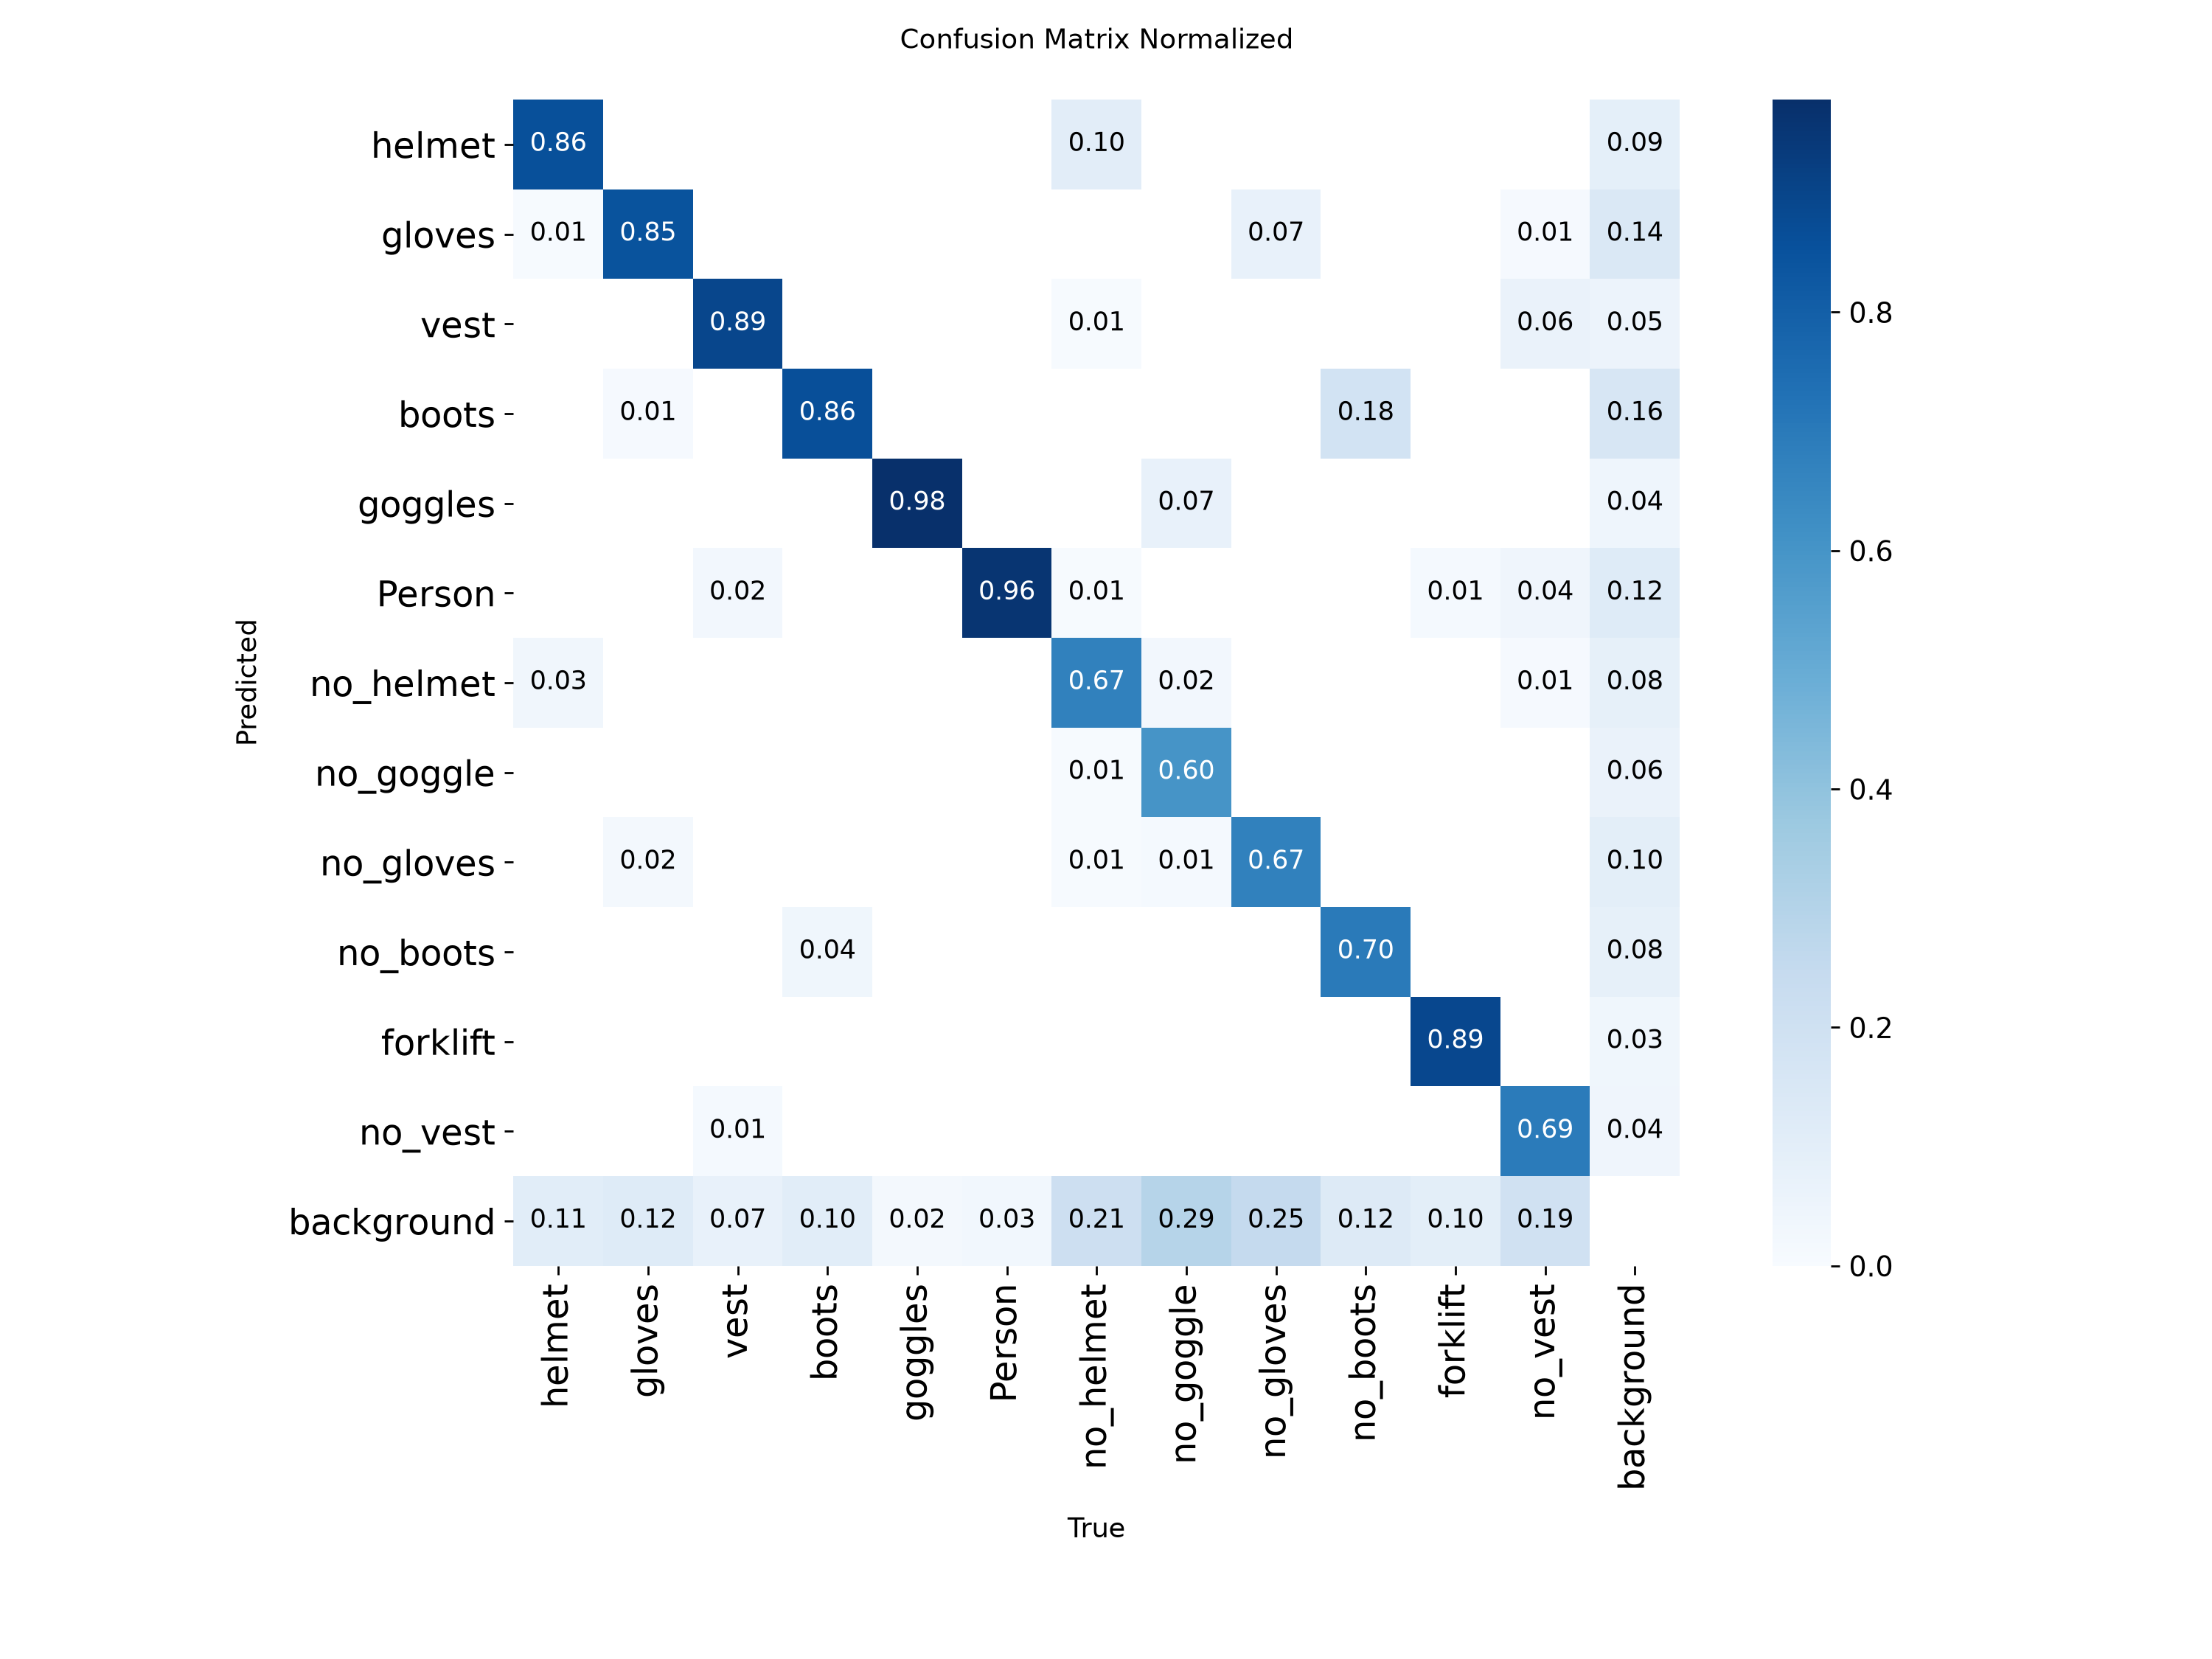 Confusion Matrix Normalized
helmet 0.86 0.10 0.09
gloves 0.01 0.85 0.07 0.01 0.14
vest 0.89 0.01 0.06 0.05
0.8
boots 0.01 0.86 0.18 0.16
goggles 0.98 0.07 0.04
0.6
Person 0.02 0.96 0.01 0.01 0.04 0.12
Predicted
no_helmet 0.03 0.67 0.02 0.01 0.08
no_goggle 0.01 0.60 0.06
0.4
no_gloves 0.02 0.01 0.01 0.67 0.10
no_boots 0.04 0.70 0.08
0.2
forklift 0.89 0.03
no_vest 0.01 0.69 0.04
background 0.11 0.12 0.07 0.10 0.02 0.03 0.21 0.29 0.25 0.12 0.10 0.19
0.0
helmet
gloves
vest
boots
goggles
Person
no_helmet
no_goggle
no_gloves
no_boots
forklift
no_vest
background
True